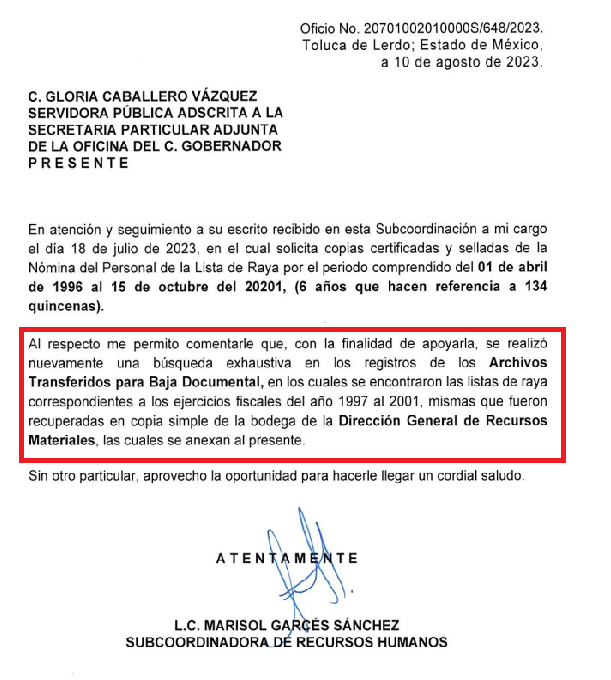 Oficio No. 20701002010000S/648/2023.
Toluca de Lerdo; Estado de México,
a 10 de agosto de 2023.
C. GLORIA CABALLERO VÁZQUEZ
SERVIDORA PÚBLICA ADSCRITA A LA
SECRETARIA PARTICULAR ADJUNTA
DE LA OFICINA DEL C. GOBERNADOR
P R E S E N T E
En atención y seguimiento a su escrito recibido en esta Subcoordinación a mi cargo
el día 18 de julio de 2023, en el cual solicita copias certificadas y selladas de la
Nómina del Personal de la Lista de Raya por el periodo comprendido del 01 de abril
de 1996 al 15 de octubre del 20201, (6 años que hacen referencia a 134
quincenas).
Al respecto me permito comentarle que, con la finalidad de apoyarla, se realizó
nuevamente una búsqueda exhaustiva en los registros de los Archivos
Transferidos para Baja Documental, en los cuales se encontraron las listas de raya
correspondientes a los ejercicios fiscales del año 1997 al 2001, mismas que fueron
recuperadas en copia simple de la bodega de la Dirección General de Recursos
Materiales, las cuales se anexan al presente.
Sin otro particular, aprovecho la oportunidad para hacerle llegar un cordial saludo.
A T E N T A M E N T E
L.C. MARISOL GARCÉS SÁNCHEZ
SUBCOORDINADORA DE RECURSOS HUMANOS